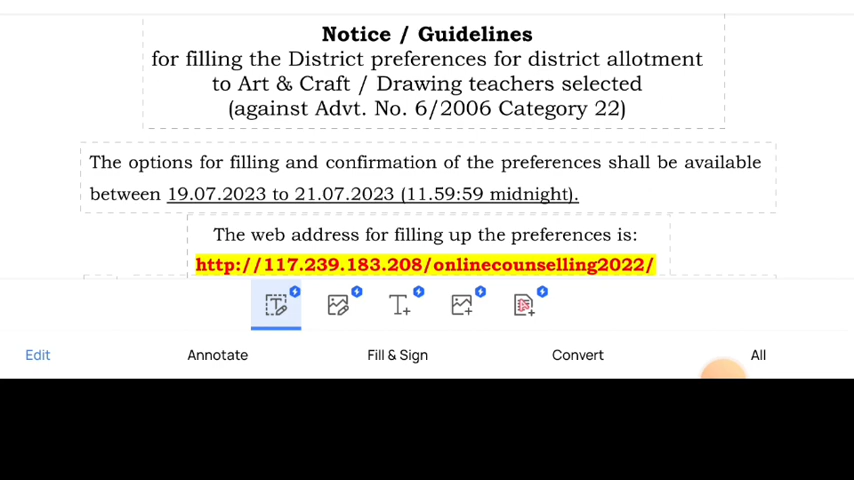 Notice / Guidelines
for filling the District preferences for district allotment
to Art & Craft / Drawing teachers selected
(against Advt. No. 6/2006 Category 22)
The options for filling and confirmation of the preferences shall be available
between 19.07.2023 to 21.07.2023 (11.59:59 midnight).
The web address for filling up the preferences is:
http://117.239.183.208/onlinecounselling2022/
Edit Annotate Fill & Sign Convert All